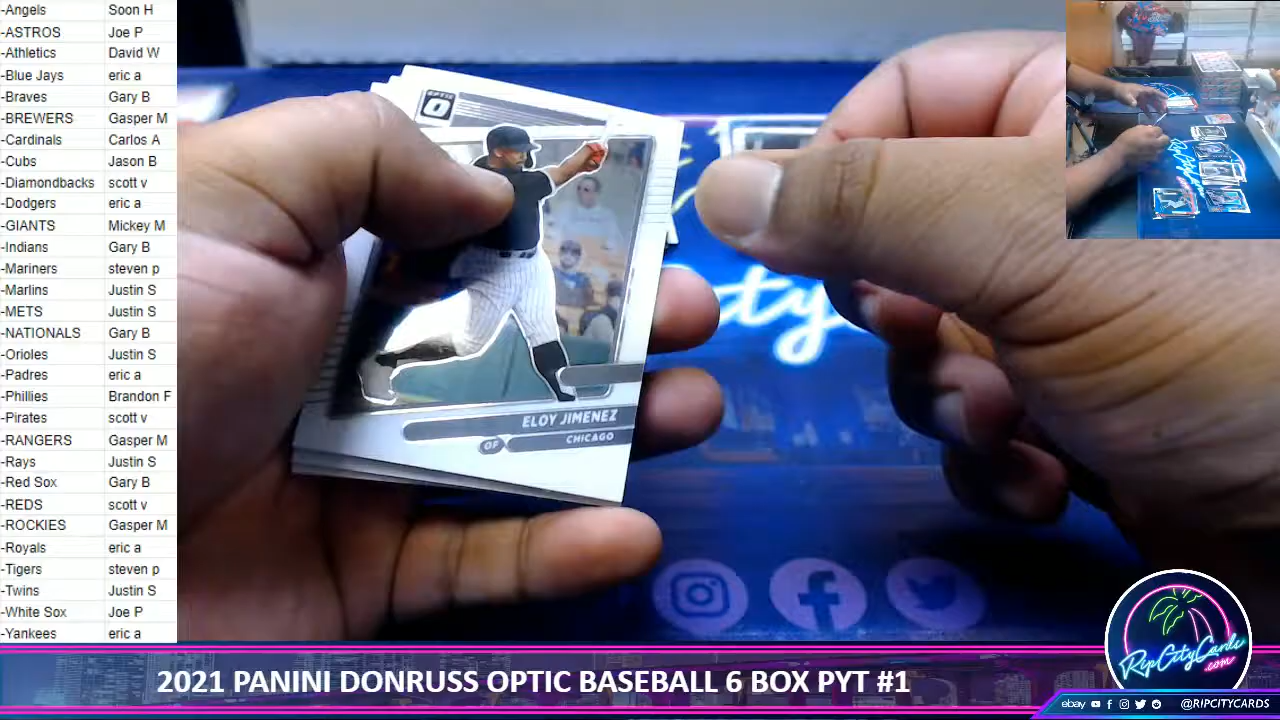 -Angels Soon H
-ASTROS Joe P
-Athletics David W
-Blue Jays eric a
-Braves Gary B
-BREWERS Gasper M
-Cardinals Carlos A
-Cubs Jason B
-Diamondbacks scott v
-Dodgers eric a
-GIANTS Mickey M
-Indians Gary B
-Mariners steven p
-Marlins Justin S
-METS Justin S
-NATIONALS Gary B
-Orioles Justin S
-Padres eric a
-Phillies Brandon F
-Pirates scott v
-RANGERS Gasper M
-Rays Justin S
-Red Sox Gary B
-REDS scott v
-ROCKIES Gasper M
-Royals eric a
-Tigers steven p
-Twins Justin S
-White Sox Joe P
-Yankees eric a
OPTIC
ELOY JIMENEZ
OF CHICAGO
ty
RipCityCards
.com
2021 PANINI DONRUSS OPTIC BASEBALL 6 BOX PYT #1
ebay @RIPCITYCARDS